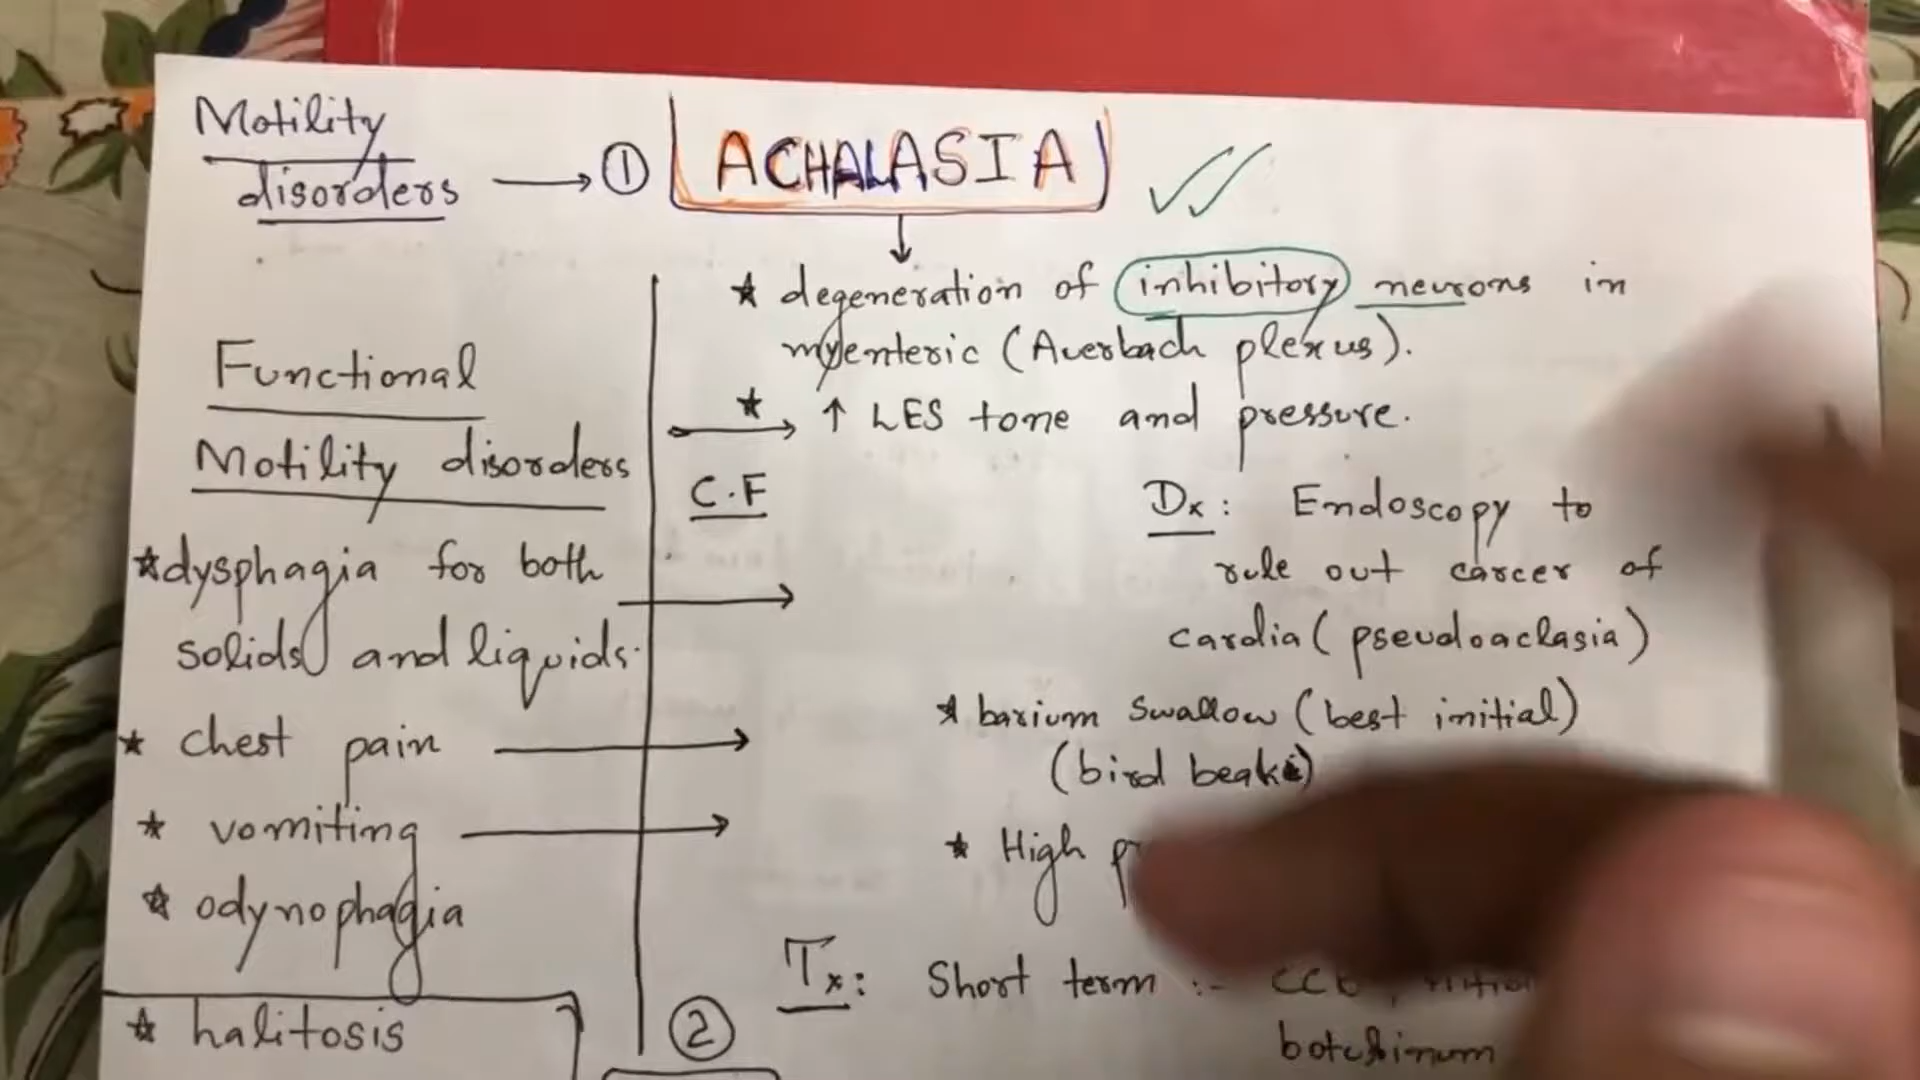 Motility
disorders → ① ACHALASIA
★ degeneration of inhibitory neurons in
myenteric (Auerbach plexus).
★ ↑ LES tone and pressure.
Functional
Motility disorders
C.F
★ dysphagia for both
solids and liquids.
★ chest pain
★ vomiting
★ odynophagia
★ halitosis
Dx: Endoscopy to
rule out carcer of
cardia (pseudoaclasia)
★ barium swallow (best initial)
(bird beak)
★ High
Tx: Short term :-
②